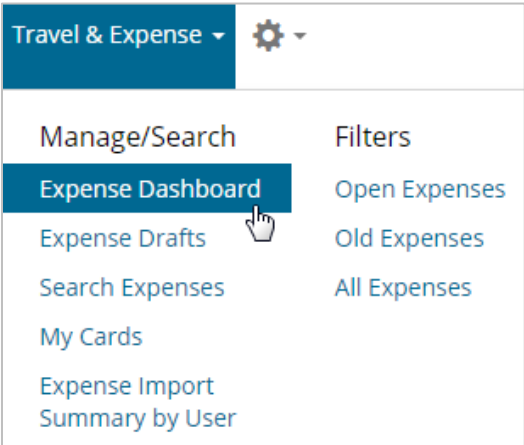 Travel & Expense
Manage/Search
Expense Dashboard
Expense Drafts
Search Expenses
My Cards
Expense Import
Summary by User
Filters
Open Expenses
Old Expenses
All Expenses